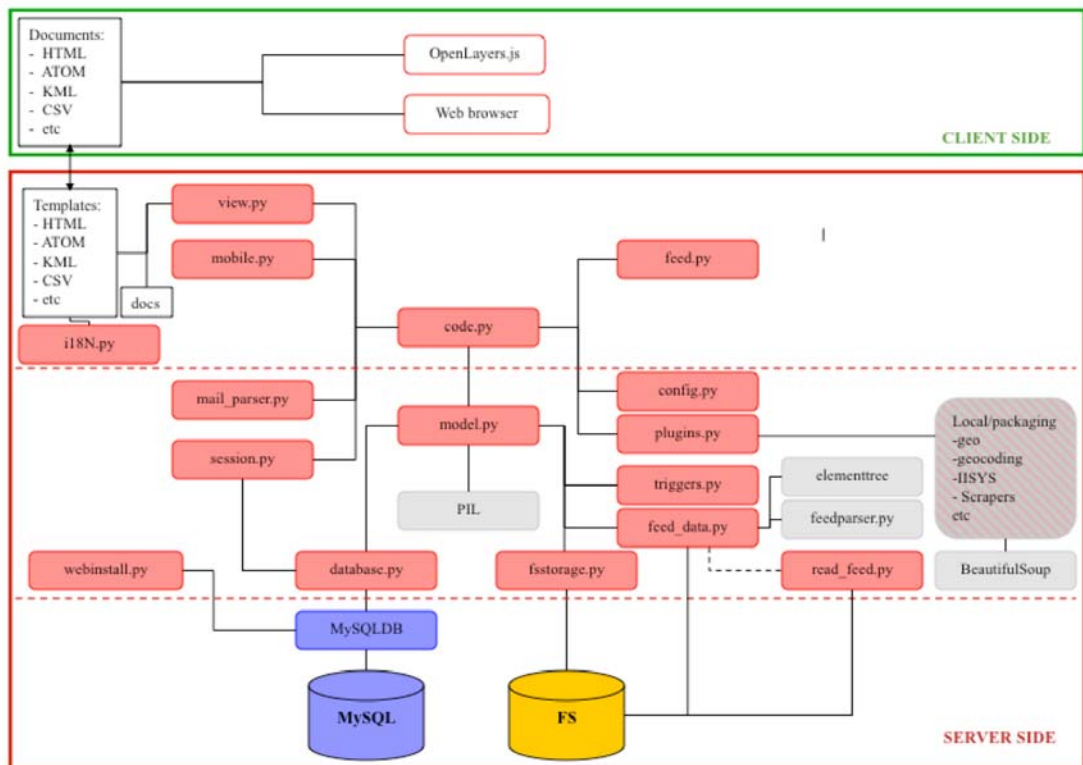 Documents:
- HTML
- ATOM
- KML
- CSV
- etc
OpenLayers.js
Web browser
CLIENT SIDE
Templates:
- HTML
- ATOM
- KML
- CSV
- etc
view.py
mobile.py
docs
i18N.py
feed.py
code.py
mail_parser.py
session.py
model.py
PIL
config.py
plugins.py
triggers.py
feed_data.py
elementtree
feedparser.py
Local/packaging
-geo
-geocoding
-IISYS
- Scrapers
etc
webinstall.py
database.py
fsstorage.py
read_feed.py
BeautifulSoup
MySQLDB
MySQL
FS
SERVER SIDE